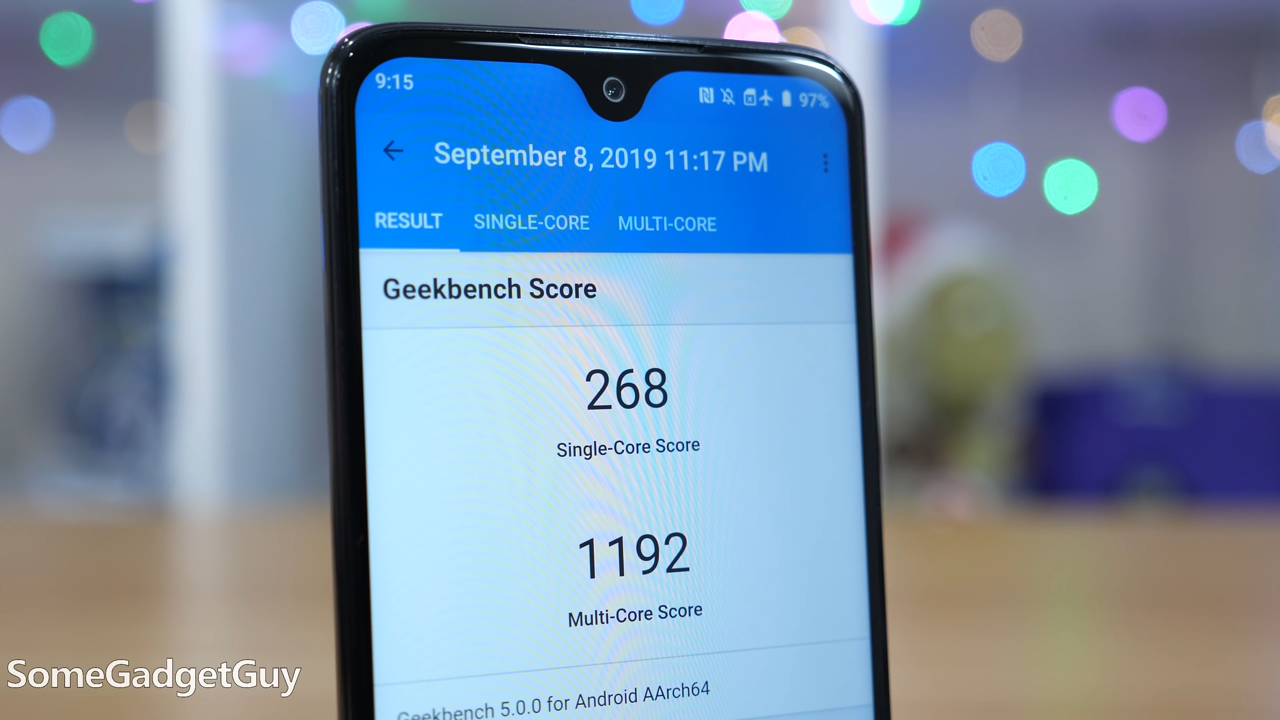 9:15 97%
September 8, 2019 11:17 PM
RESULT SINGLE-CORE MULTI-CORE
Geekbench Score
268
Single-Core Score
1192
Multi-Core Score
Geekbench 5.0.0 for Android AArch64
SomeGadgetGuy